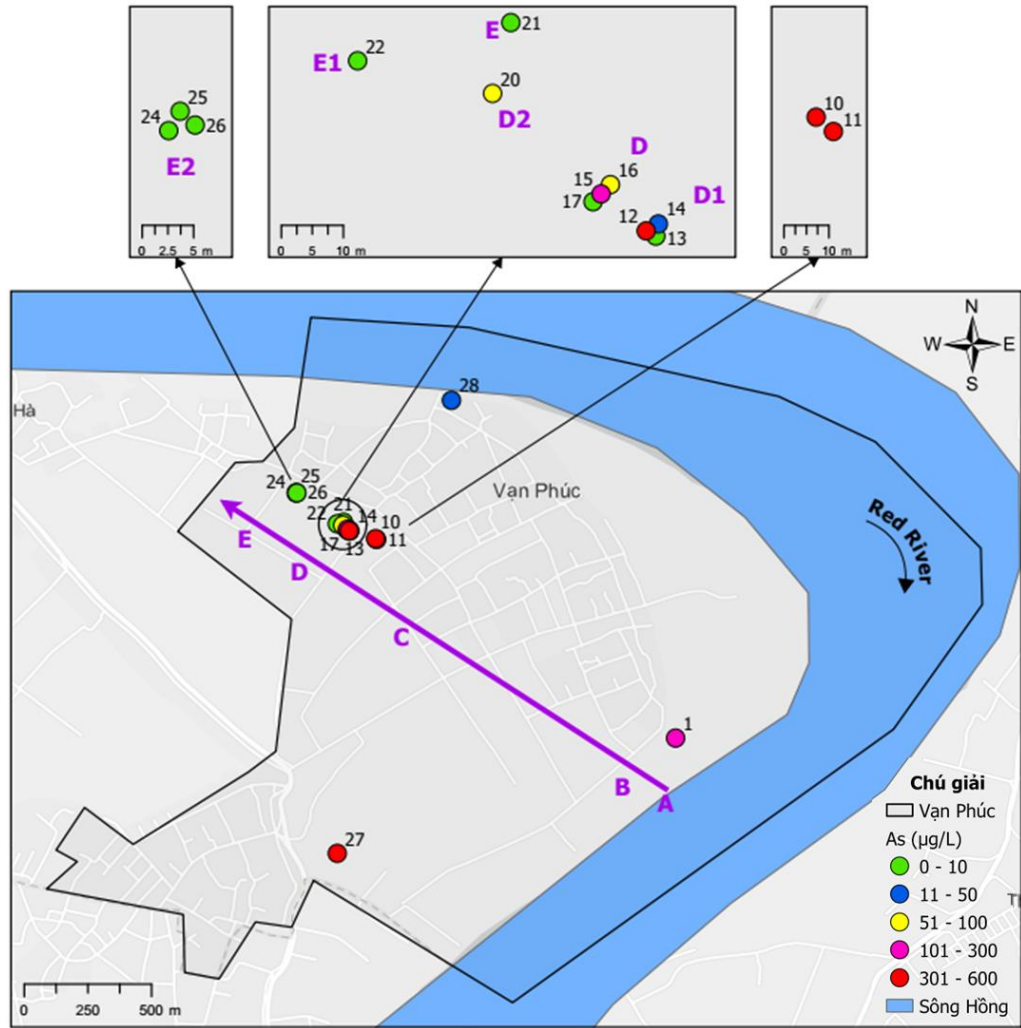 E
21
22
E1
20
D2
25
24
26
E2
D
16
15
17
D1
14
12
13
10
11
0 2.5 5 m
0 5 10 m
0 5 10 m
N
W E
S
Hà
28
25
24
26
Vạn Phúc
21
22
14
10
17
13
11
Red River
E
D
C
1
B
A
27
Chú giải
Vạn Phúc
As (µg/L)
0 - 10
11 - 50
51 - 100
101 - 300
301 - 600
Sông Hồng
0 250 500 m